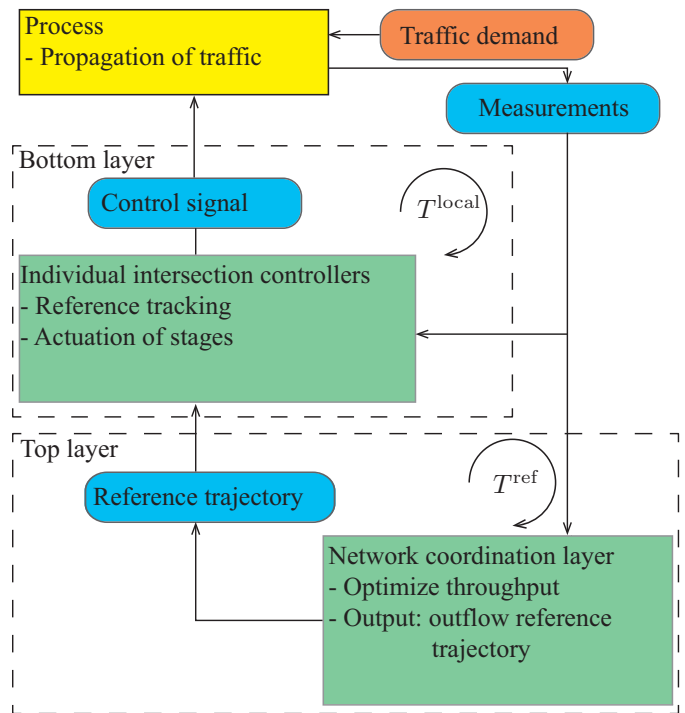 Process
- Propagation of traffic
Traffic demand
Measurements
Bottom layer
Control signal
T^local
Individual intersection controllers
- Reference tracking
- Actuation of stages
Top layer
Reference trajectory
T^ref
Network coordination layer
- Optimize throughput
- Output: outflow reference
trajectory